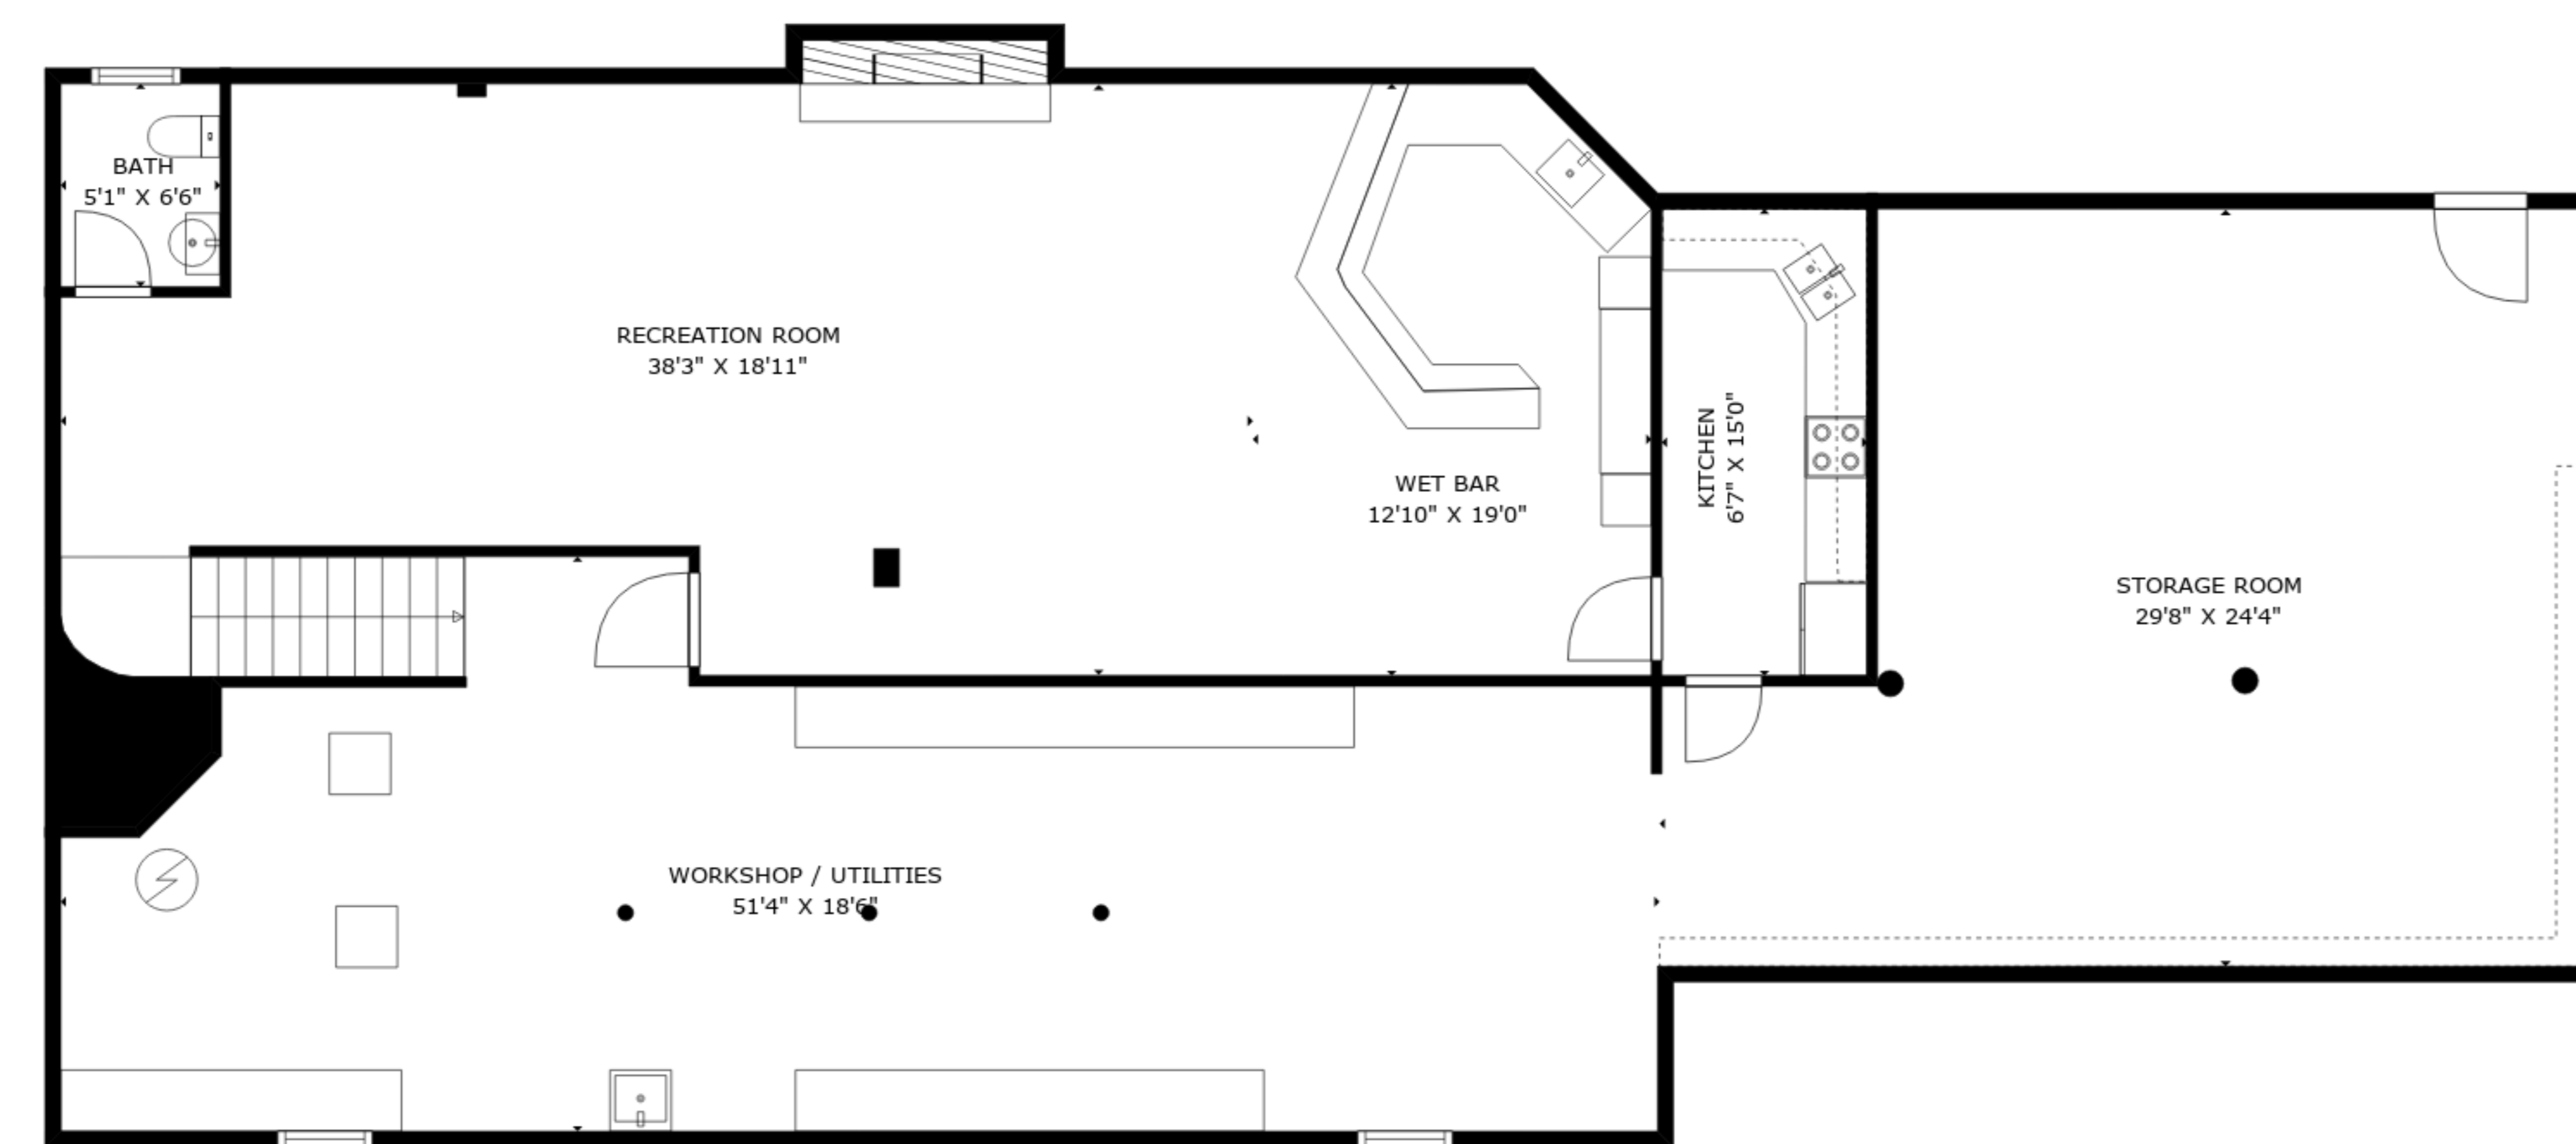 BATH
5'1" X 6'6"
RECREATION ROOM
38'3" X 18'11"
WET BAR
12'10" X 19'0"
KITCHEN
6'7" X 15'0"
STORAGE ROOM
29'8" X 24'4"
WORKSHOP / UTILITIES
51'4" X 18'6"